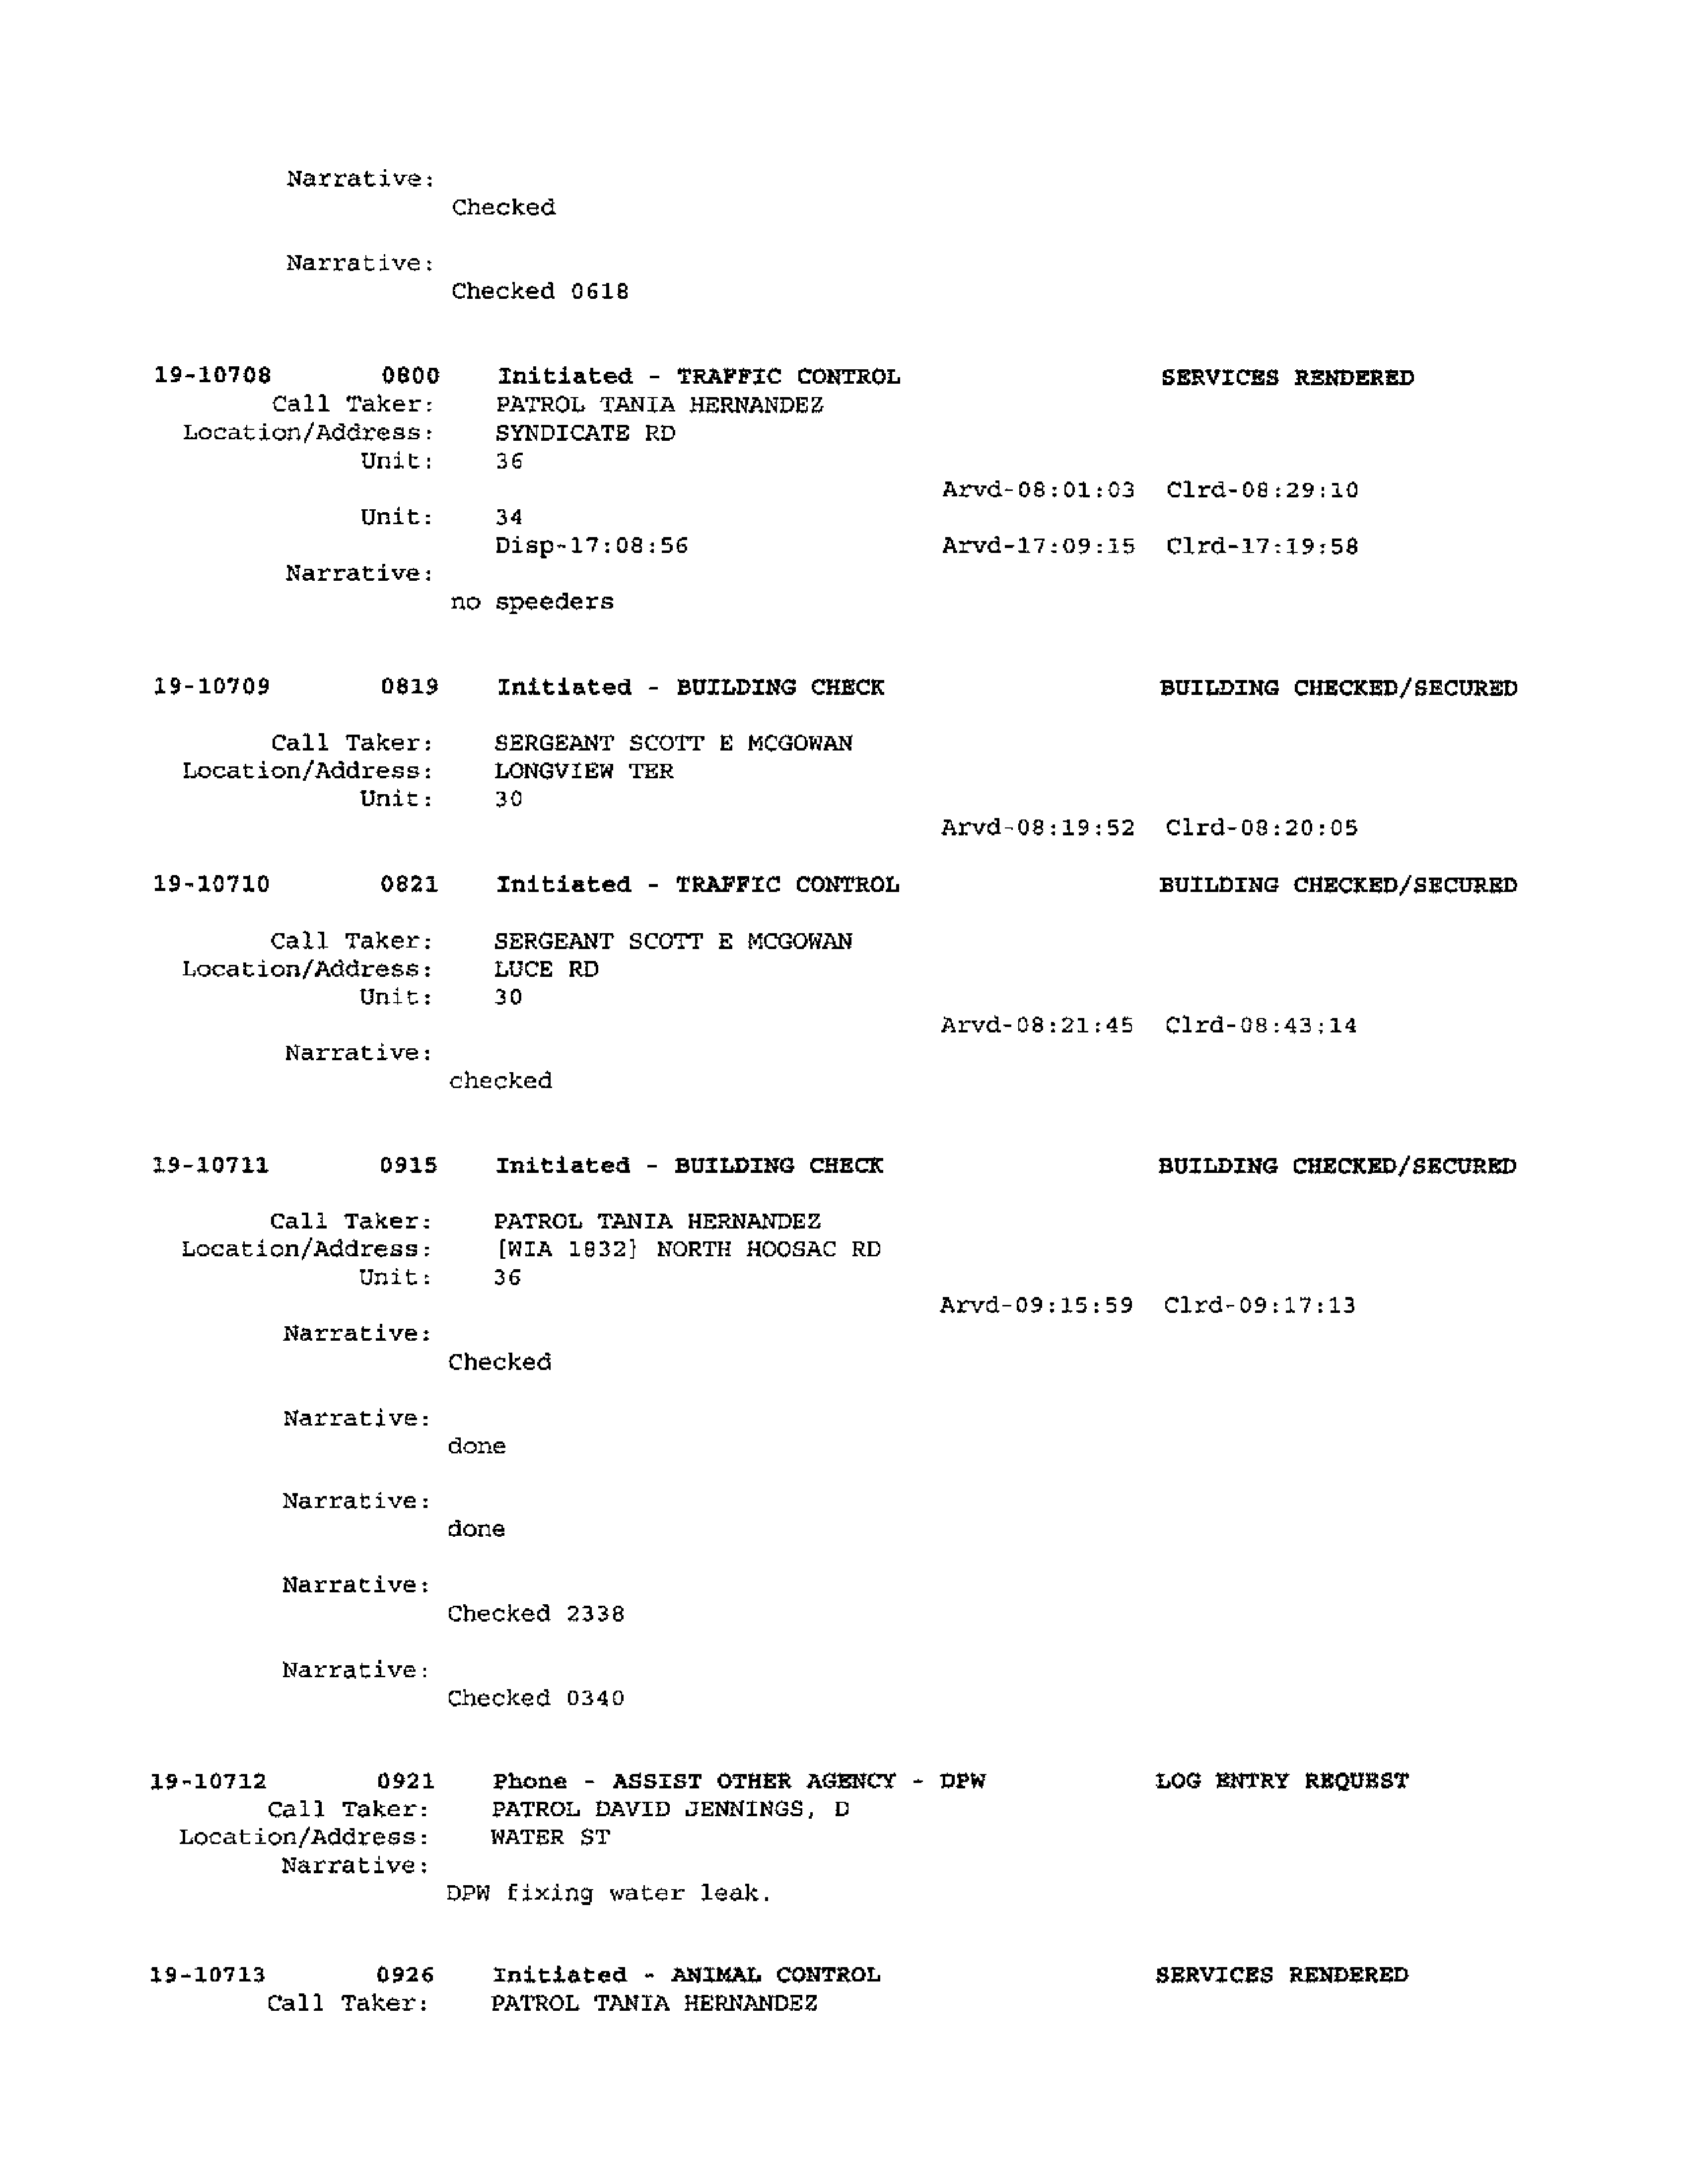 Narrative:
Checked
Narrative:
Checked 0618
19-10708 0800 Initiated - TRAFFIC CONTROL SERVICES RENDERED
Call Taker: PATROL TANIA HERNANDEZ
Location/Address: SYNDICATE RD
Unit: 36
Arvd-08:01:03 Clrd-08:29:10
Unit: 34
Disp-17:08:56 Arvd-17:09:15 Clrd-17:19:58
Narrative:
no speeders
19-10709 0819 Initiated - BUILDING CHECK BUILDING CHECKED/SECURED
Call Taker: SERGEANT SCOTT E MCGOWAN
Location/Address: LONGVIEW TER
Unit: 30
Arvd-08:19:52 Clrd-08:20:05
19-10710 0821 Initiated - TRAFFIC CONTROL BUILDING CHECKED/SECURED
Call Taker: SERGEANT SCOTT E MCGOWAN
Location/Address: LUCE RD
Unit: 30
Arvd-08:21:45 Clrd-08:43:14
Narrative:
checked
19-10711 0915 Initiated - BUILDING CHECK BUILDING CHECKED/SECURED
Call Taker: PATROL TANIA HERNANDEZ
Location/Address: [WIA 1832] NORTH HOOSAC RD
Unit: 36
Arvd-09:15:59 Clrd-09:17:13
Narrative:
Checked
Narrative:
done
Narrative:
done
Narrative:
Checked 2338
Narrative:
Checked 0340
19-10712 0921 Phone - ASSIST OTHER AGENCY - DPW LOG ENTRY REQUEST
Call Taker: PATROL DAVID JENNINGS, D
Location/Address: WATER ST
Narrative:
DPW fixing water leak.
19-10713 0926 Initiated - ANIMAL CONTROL SERVICES RENDERED
Call Taker: PATROL TANIA HERNANDEZ